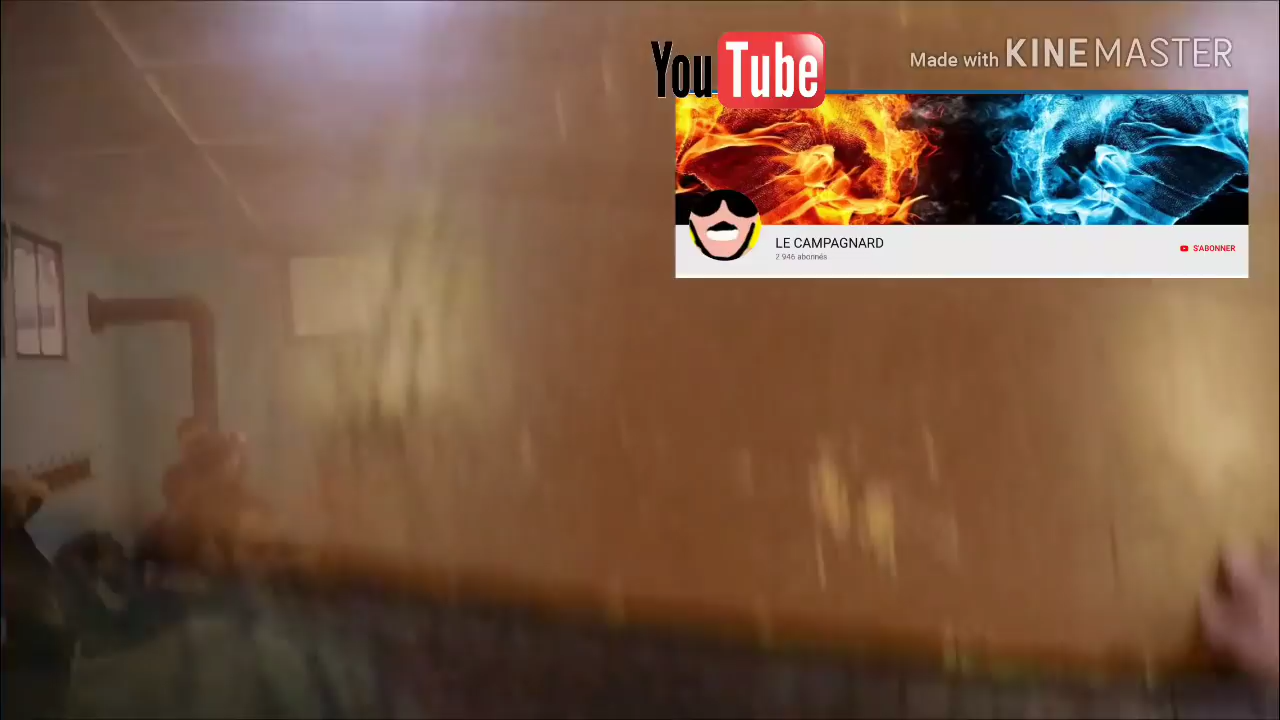 YouTube
Made with KINEMASTER
LE CAMPAGNARD
2 946 abonnés
S'ABONNER